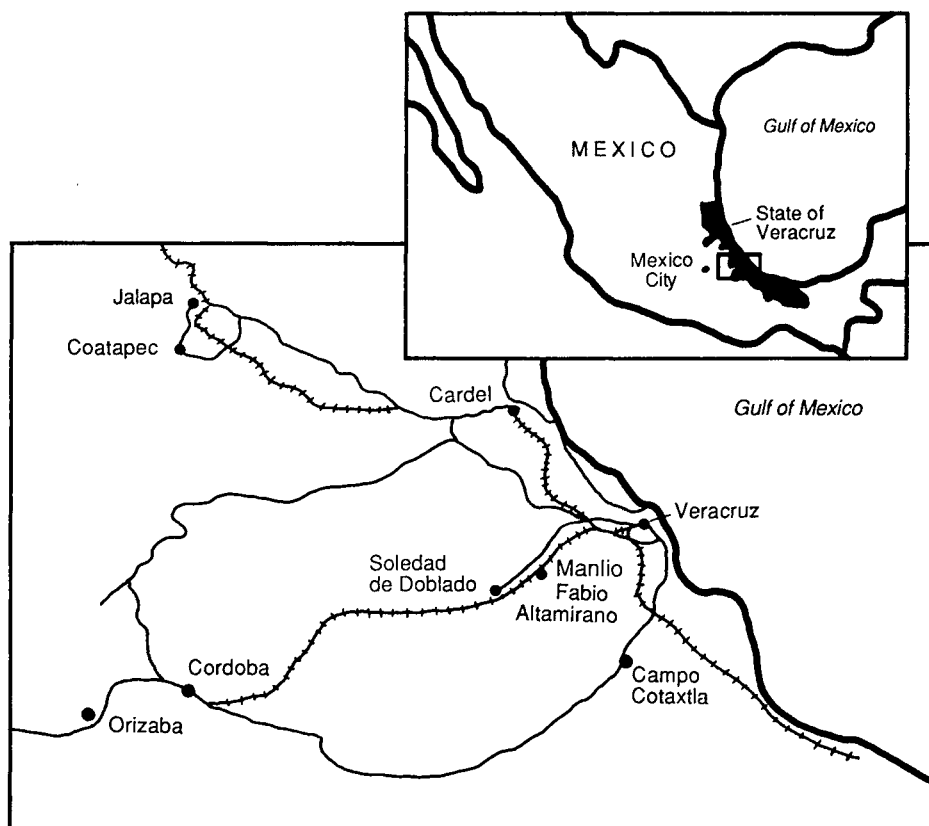 Gulf of Mexico
MEXICO
State of
Veracruz
Mexico
City
Jalapa
Coatapec
Cardel
Gulf of Mexico
Veracruz
Soledad
de Doblado
Manlio
Fabio
Altamirano
Cordoba
Campo
Cotaxtla
Orizaba